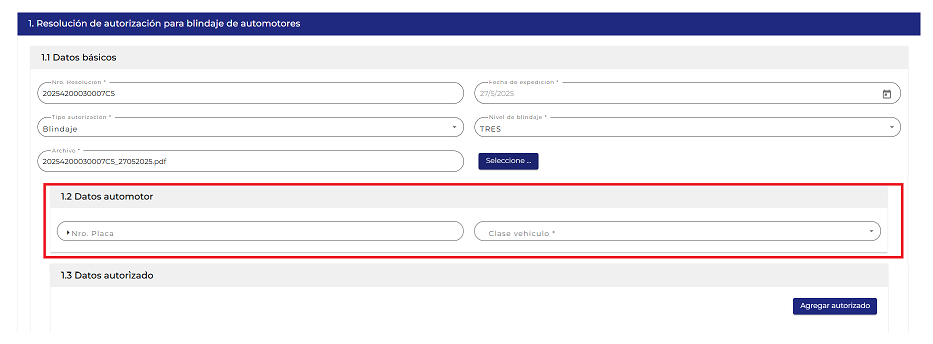 1. Resolución de autorización para blindaje de automotores
1.1 Datos básicos
Nro. Resolución *
20254200030007CS
Fecha de expedición *
27/5/2025
Tipo autorización *
Blindaje
Nivel de blindaje *
TRES
Archivo *
20254200030007CS_27052025.pdf
Seleccione ...
1.2 Datos automotor
Nro. Placa
Clase vehiculo *
1.3 Datos autorizado
Agregar autorizado